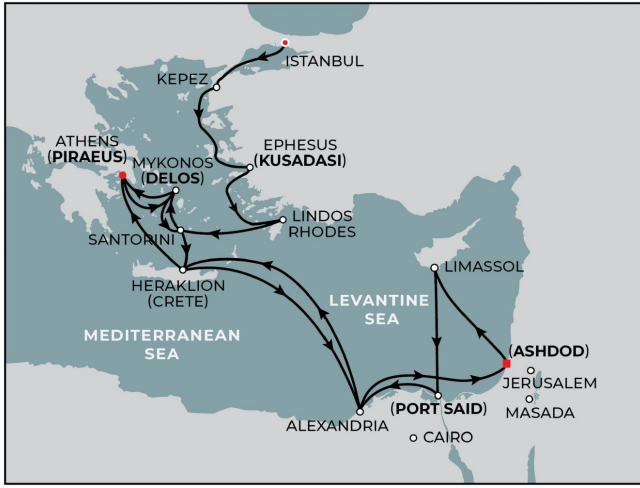 ISTANBUL
KEPEZ
ATHENS
(PIRAEUS)
MYKONOS
(DELOS)
EPHESUS
(KUSADASI)
SANTORINI
LINDOS
RHODES
HERAKLION
(CRETE)
LIMASSOL
LEVANTINE
SEA
MEDITERRANEAN
SEA
(ASHDOD)
JERUSALEM
MASADA
ALEXANDRIA
(PORT SAID)
CAIRO